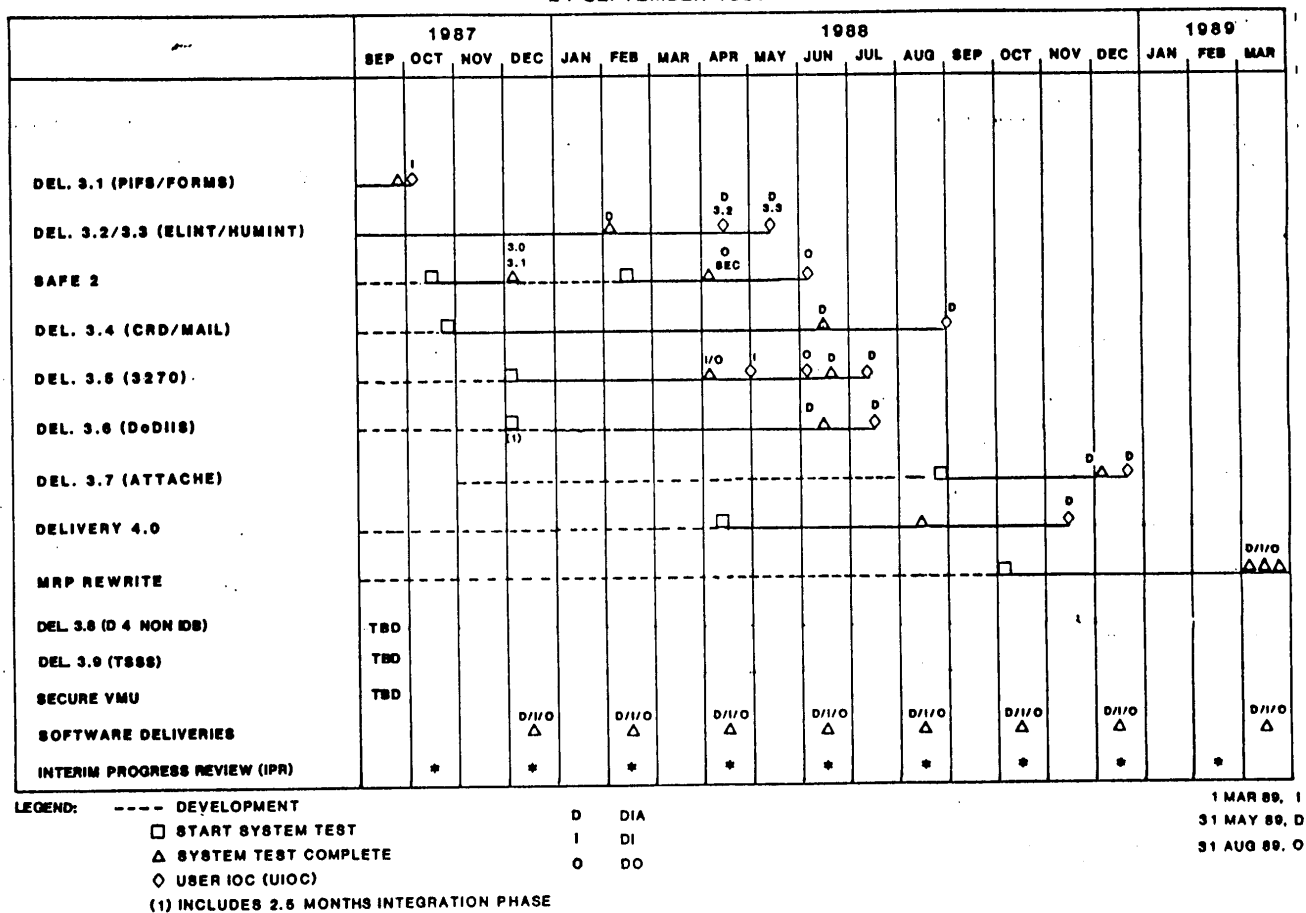 1987 1988 1989
SEP OCT NOV DEC JAN FEB MAR APR MAY JUN JUL AUG SEP OCT NOV DEC JAN FEB MAR
I
DEL. 3.1 (PIFS/FORMS)
D D
D 3.2 3.3
DEL. 3.2/3.3 (ELINT/HUMINT)
3.0 O O
3.1 SEC
SAFE 2
D D
DEL. 3.4 (CRD/MAIL)
I/O I O D D
DEL. 3.5 (3270)
D D
DEL. 3.6 (DoDIIS)
(1)
D D
DEL. 3.7 (ATTACHE)
D
DELIVERY 4.0
D/I/O
MRP REWRITE
DEL. 3.8 (D 4 NON IDB) TBD
DEL. 3.9 (TSSS) TBD
SECURE VMU TBD
D/I/O D/I/O D/I/O D/I/O D/I/O D/I/O D/I/O D/I/O
SOFTWARE DELIVERIES
INTERIM PROGRESS REVIEW (IPR) * * * * * * * * *
LEGEND: ---- DEVELOPMENT
START SYSTEM TEST
SYSTEM TEST COMPLETE
USER IOC (UIOC)
(1) INCLUDES 2.5 MONTHS INTEGRATION PHASE
D DIA
I DI
O DO
1 MAR 89, I
31 MAY 89, D
31 AUG 89, O